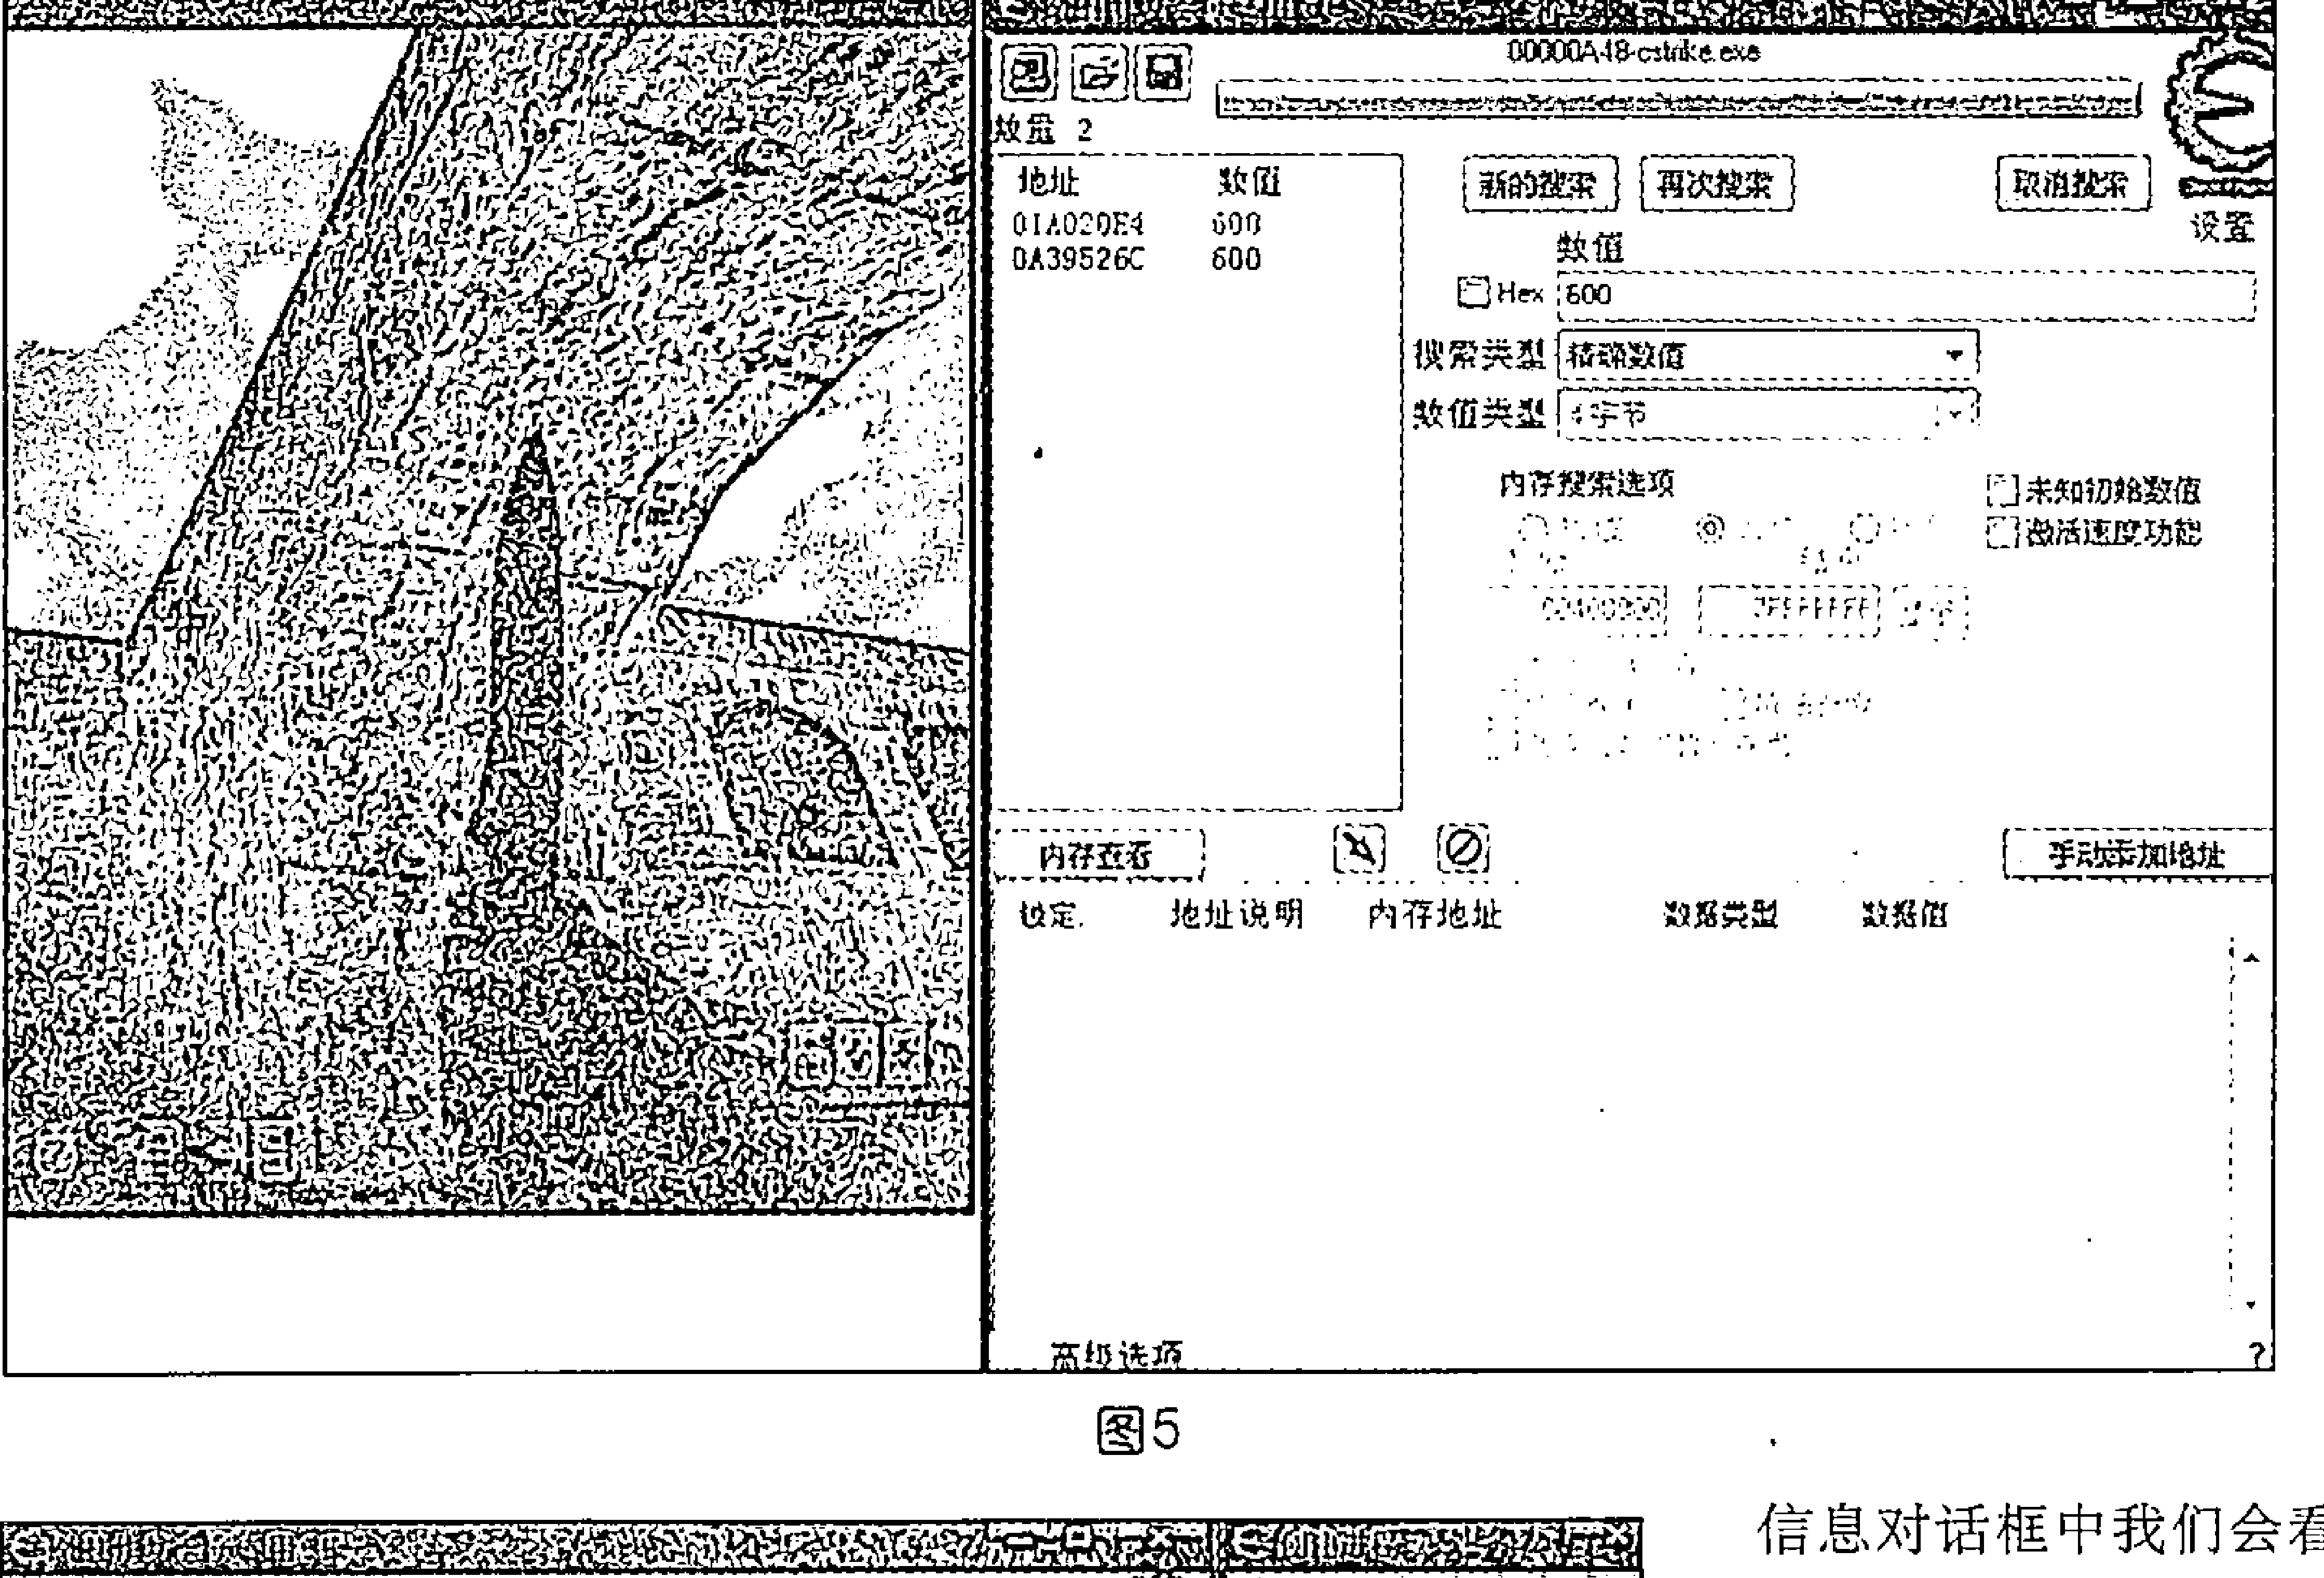 00000A48-cstrike.exe
数量 2
地址 数值
01A020E4 600
0A39526C 600
新的搜索 再次搜索 取消搜索
设置
数值
Hex 600
搜索类型 精确数值
数值类型 4字节
内存搜索选项
未知初始数值
激活速度功能
00400000 7FFFFFFF
内存查看
手动添加地址
锁定 地址说明 内存地址 数据类型 数据值
高级选项 ?
图5
信息对话框中我们会看